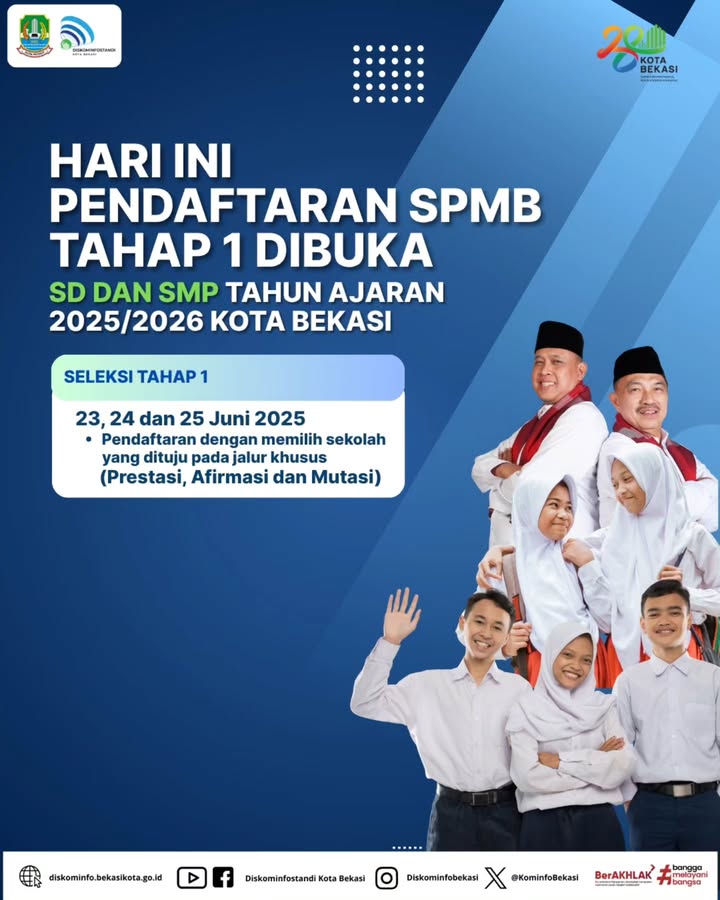 DISKOMINFOSTANDI
KOTA BEKASI
28 KOTA
BEKASI
HARI INI
PENDAFTARAN SPMB
TAHAP 1 DIBUKA
SD DAN SMP TAHUN AJARAN
2025/2026 KOTA BEKASI
SELEKSI TAHAP 1
23, 24 dan 25 Juni 2025
• Pendaftaran dengan memilih sekolah
yang dituju pada jalur khusus
(Prestasi, Afirmasi dan Mutasi)
diskominfo.bekasikota.go.id
Diskominfostandi Kota Bekasi
Diskominfobekasi
@KominfoBekasi
BerAKHLAK
#bangga
melayani
bangsa